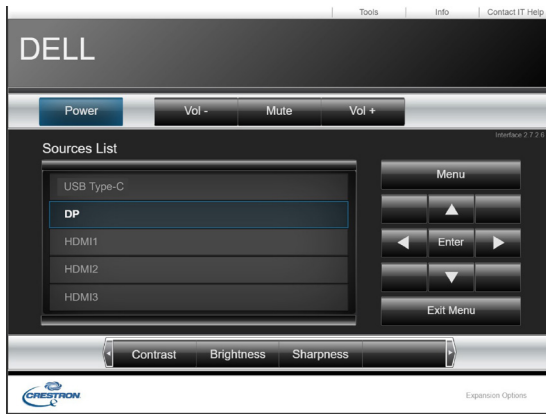 Tools Info Contact IT Help
DELL
Power Vol - Mute Vol +
Interface 2.7.2.6
Sources List
USB Type-C
DP
HDMI1
HDMI2
HDMI3
Menu
Enter
Exit Menu
Contrast Brightness Sharpness
CRESTRON
Expansion Options